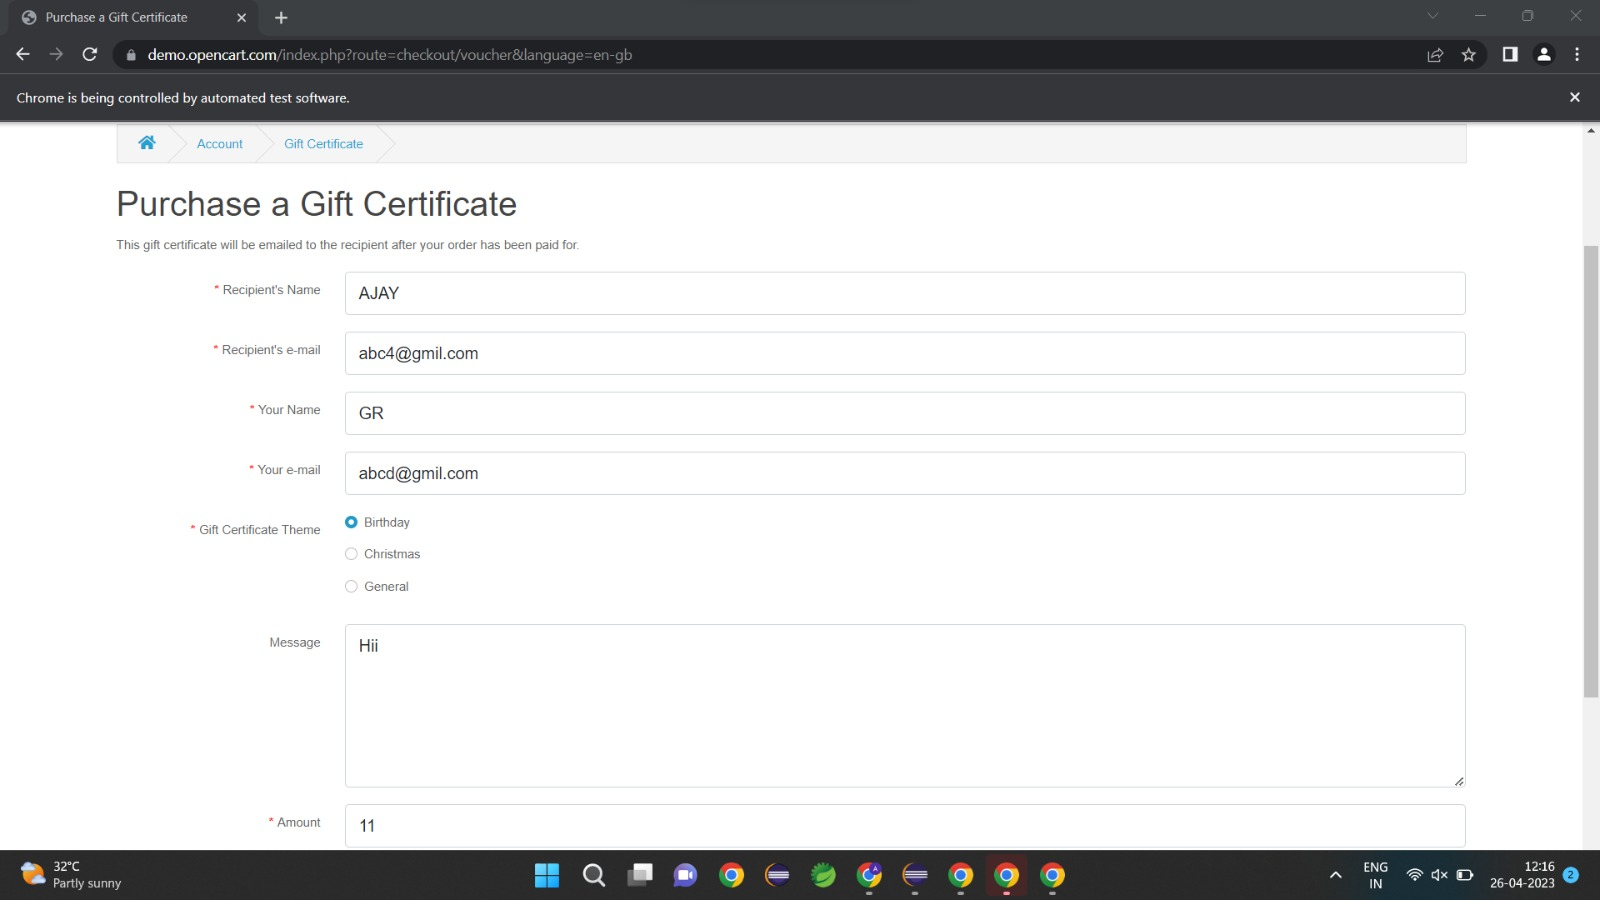 Purchase a Gift Certificate
demo.opencart.com/index.php?route=checkout/voucher&language=en-gb
Chrome is being controlled by automated test software.
Account
Gift Certificate
Purchase a Gift Certificate
This gift certificate will be emailed to the recipient after your order has been paid for.
* Recipient's Name
AJAY
* Recipient's e-mail
abc4@gmil.com
* Your Name
GR
* Your e-mail
abcd@gmil.com
* Gift Certificate Theme
Birthday
Christmas
General
Message
Hii
* Amount
11
32°C
Partly sunny
A
ENG
IN
12:16
26-04-2023
2